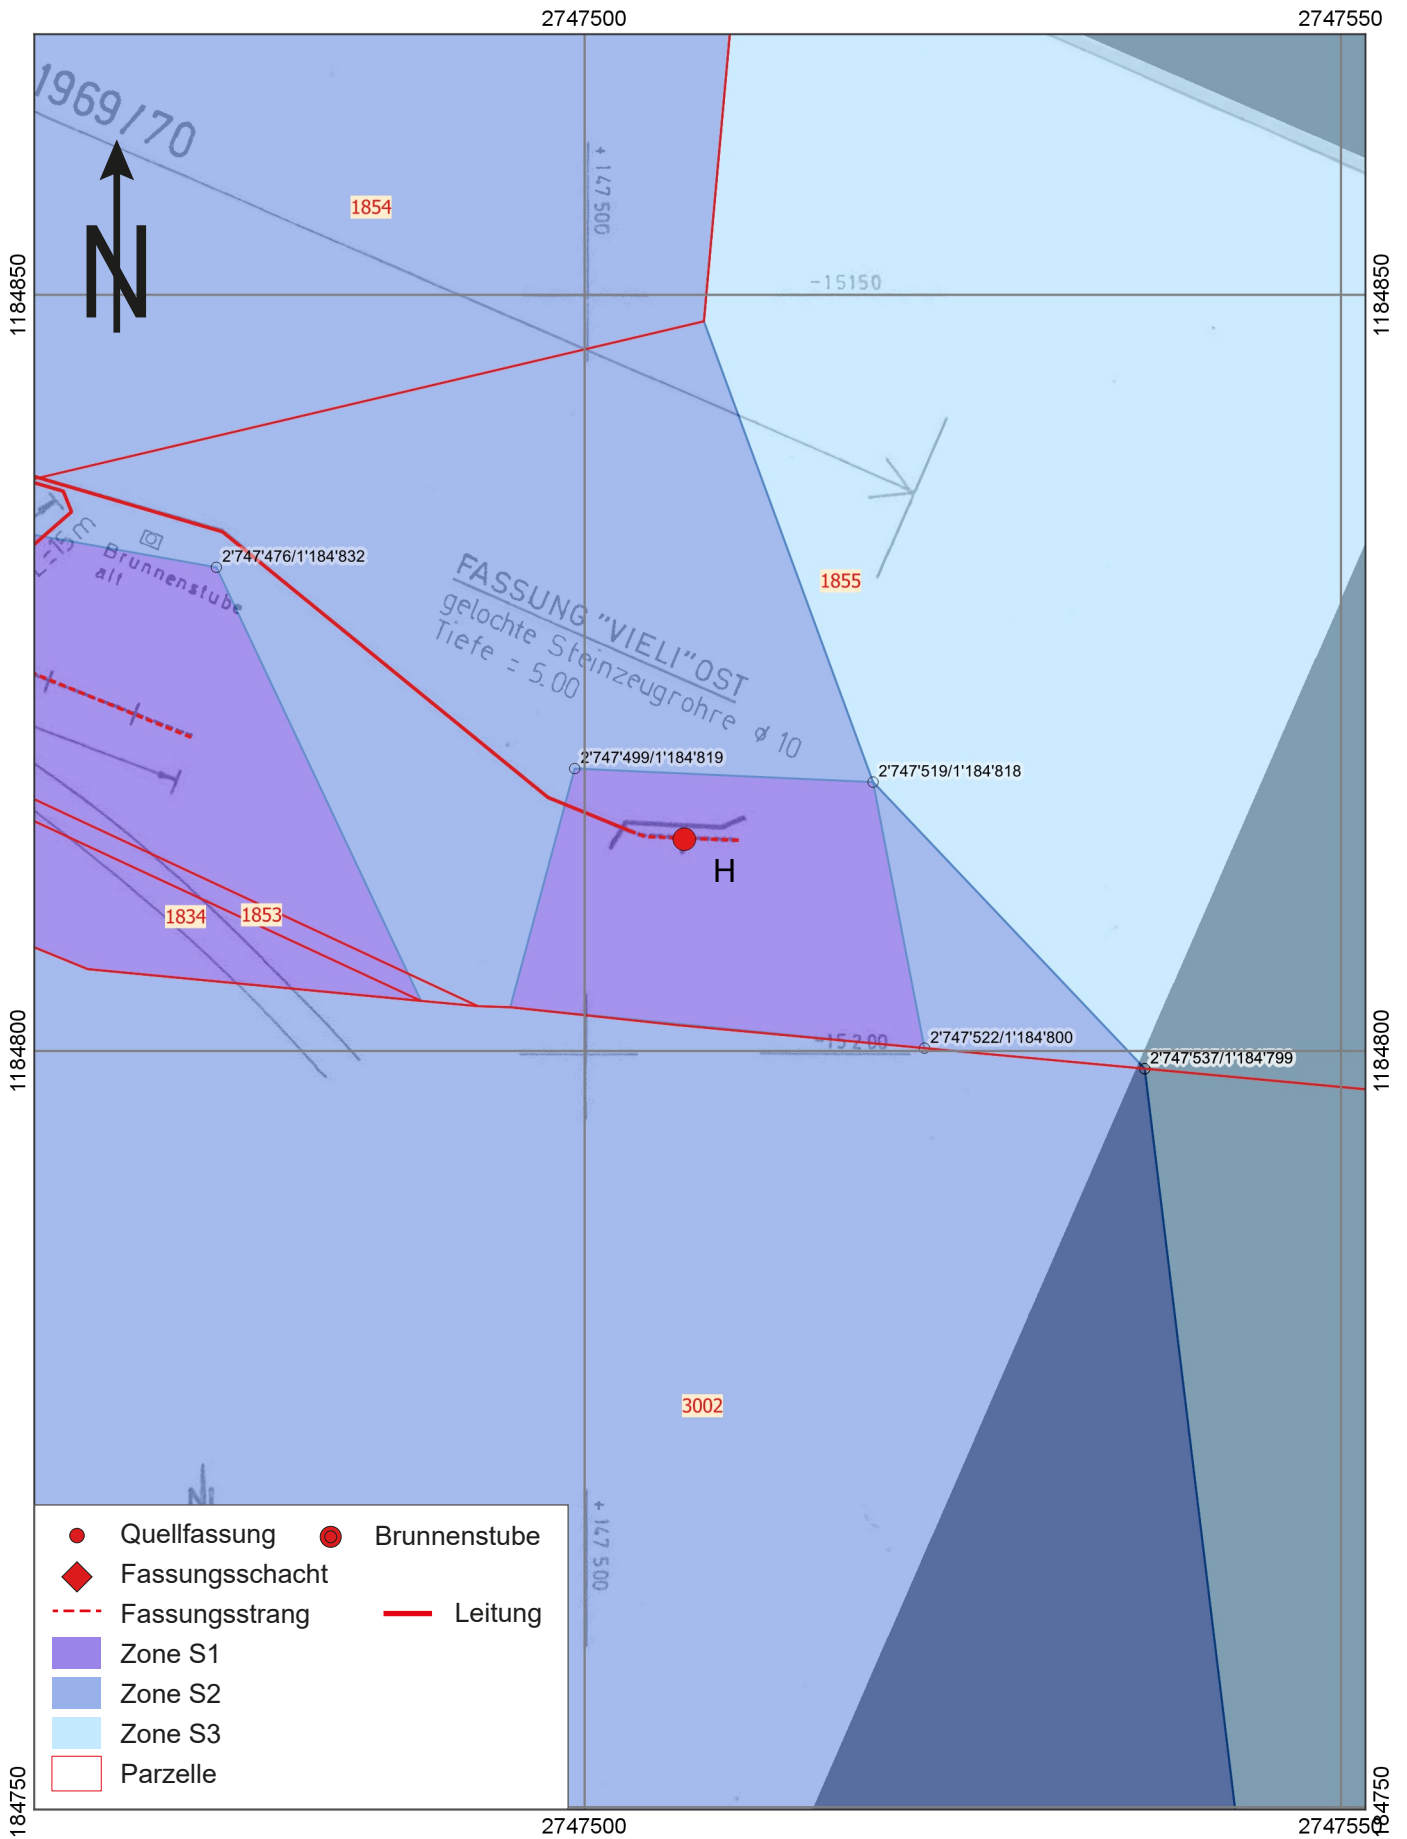 2747500 2747550
1969/70
1854
+ 147 500
1184850 1184850
-15150
L=15m
Brunnenstube
alt
2'747'476/1'184'832
FASSUNG "VIELI" OST
gelochte Steinzeugrohre ø 10
Tiefe = 5.00
1855
2'747'499/1'184'819
2'747'519/1'184'818
H
1834 1853
2'747'522/1'184'800
-15200
1184800 1184800
2'747'537/1'184'799
3002
N
N
+ 147 500
Quellfassung Brunnenstube
Fassungsschacht
Fassungsstrang Leitung
Zone S1
Zone S2
Zone S3
Parzelle
184750 184750
2747500 2747550